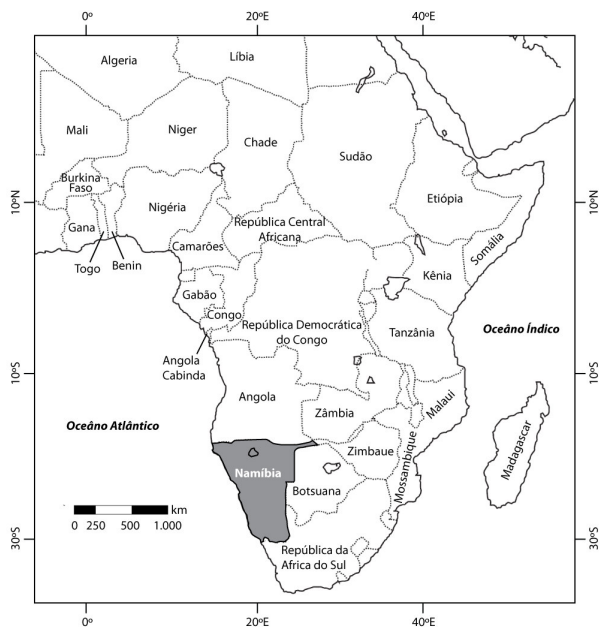 0º 20ºE 40ºE
Algeria
Líbia
Mali
Niger
Chade
Sudão
Burkina
Faso
10ºN
10ºN
Nigéria
Etiópia
Gana
República Central
Africana
Camarões
Somália
Togo
Benin
Quênia
Gabão
Congo
República Democrática
do Congo
Tanzânia
Oceâno Índico
Angola
Cabinda
10ºS
10ºS
Angola
Malaui
Oceâno Atlântico
Zâmbia
Mossambique
Madagascar
Zimbaue
Namíbia
Botsuana
km
0 250 500 1.000
30ºS
30ºS
República da
Africa do Sul
0º 20ºE 40ºE